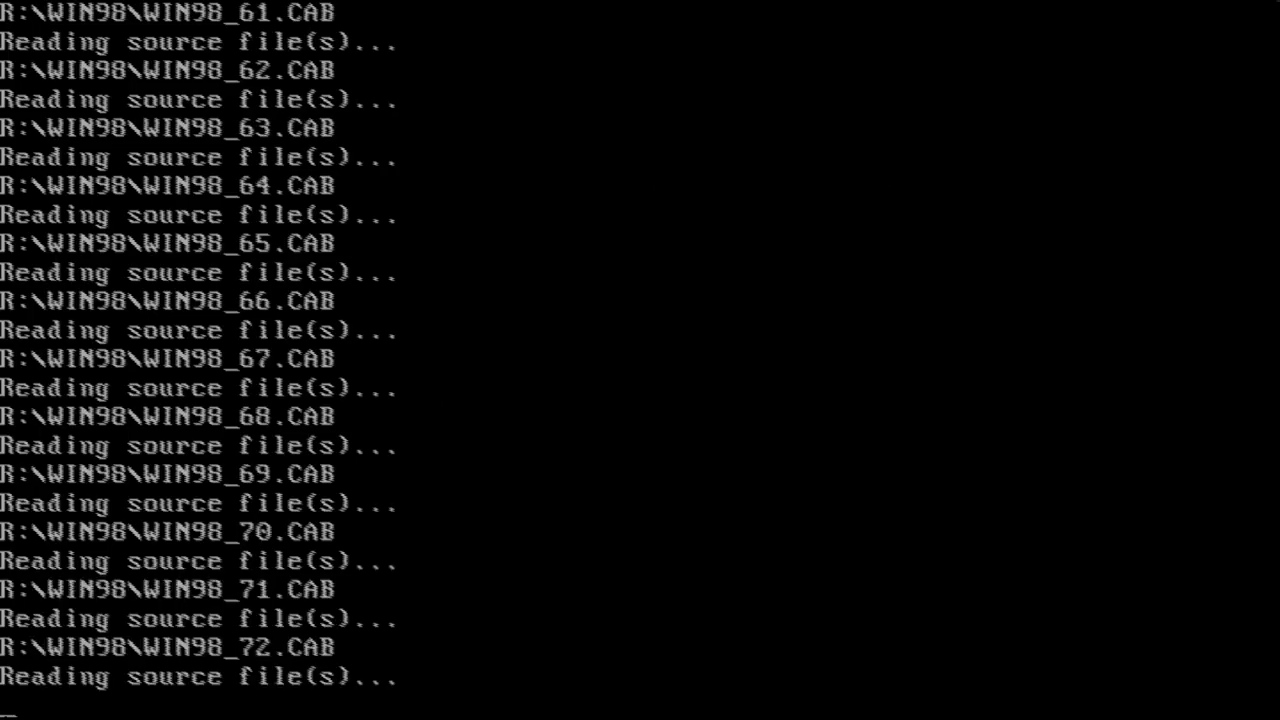 R:\WIN98\WIN98_61.CAB
Reading source file(s)...
R:\WIN98\WIN98_62.CAB
Reading source file(s)...
R:\WIN98\WIN98_63.CAB
Reading source file(s)...
R:\WIN98\WIN98_64.CAB
Reading source file(s)...
R:\WIN98\WIN98_65.CAB
Reading source file(s)...
R:\WIN98\WIN98_66.CAB
Reading source file(s)...
R:\WIN98\WIN98_67.CAB
Reading source file(s)...
R:\WIN98\WIN98_68.CAB
Reading source file(s)...
R:\WIN98\WIN98_69.CAB
Reading source file(s)...
R:\WIN98\WIN98_70.CAB
Reading source file(s)...
R:\WIN98\WIN98_71.CAB
Reading source file(s)...
R:\WIN98\WIN98_72.CAB
Reading source file(s)...